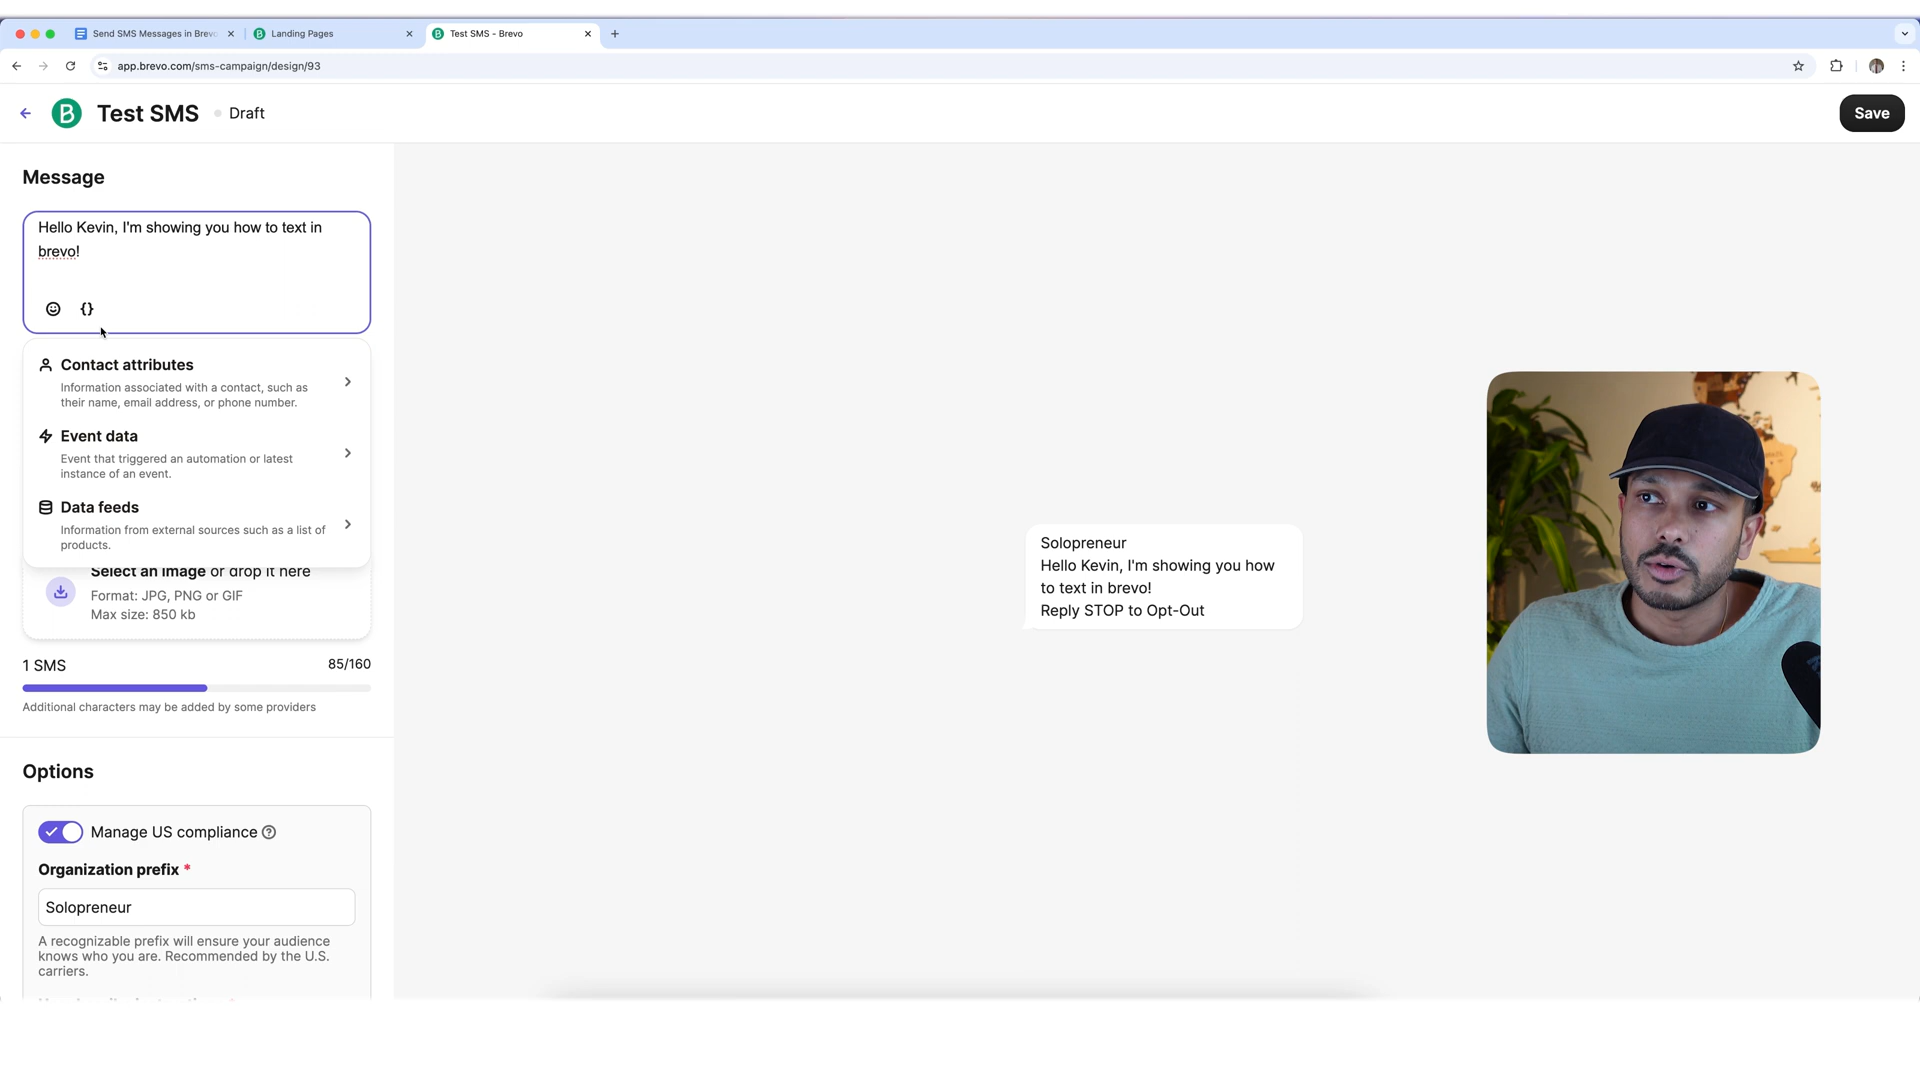 Send SMS Messages in Brevo
Landing Pages
Test SMS - Brevo
app.brevo.com/sms-campaign/design/93
B
Test SMS
Draft
Save
Message
Hello Kevin, I'm showing you how to text in
brevo!
{}
Contact attributes
Information associated with a contact, such as
their name, email address, or phone number.
Event data
Event that triggered an automation or latest
instance of an event.
Data feeds
Information from external sources such as a list of
products.
Select an image or drop it here
Format: JPG, PNG or GIF
Max size: 850 kb
1 SMS
85/160
Additional characters may be added by some providers
Options
Manage US compliance
Organization prefix *
Solopreneur
A recognizable prefix will ensure your audience
knows who you are. Recommended by the U.S.
carriers.
Solopreneur
Hello Kevin, I'm showing you how
to text in brevo!
Reply STOP to Opt-Out